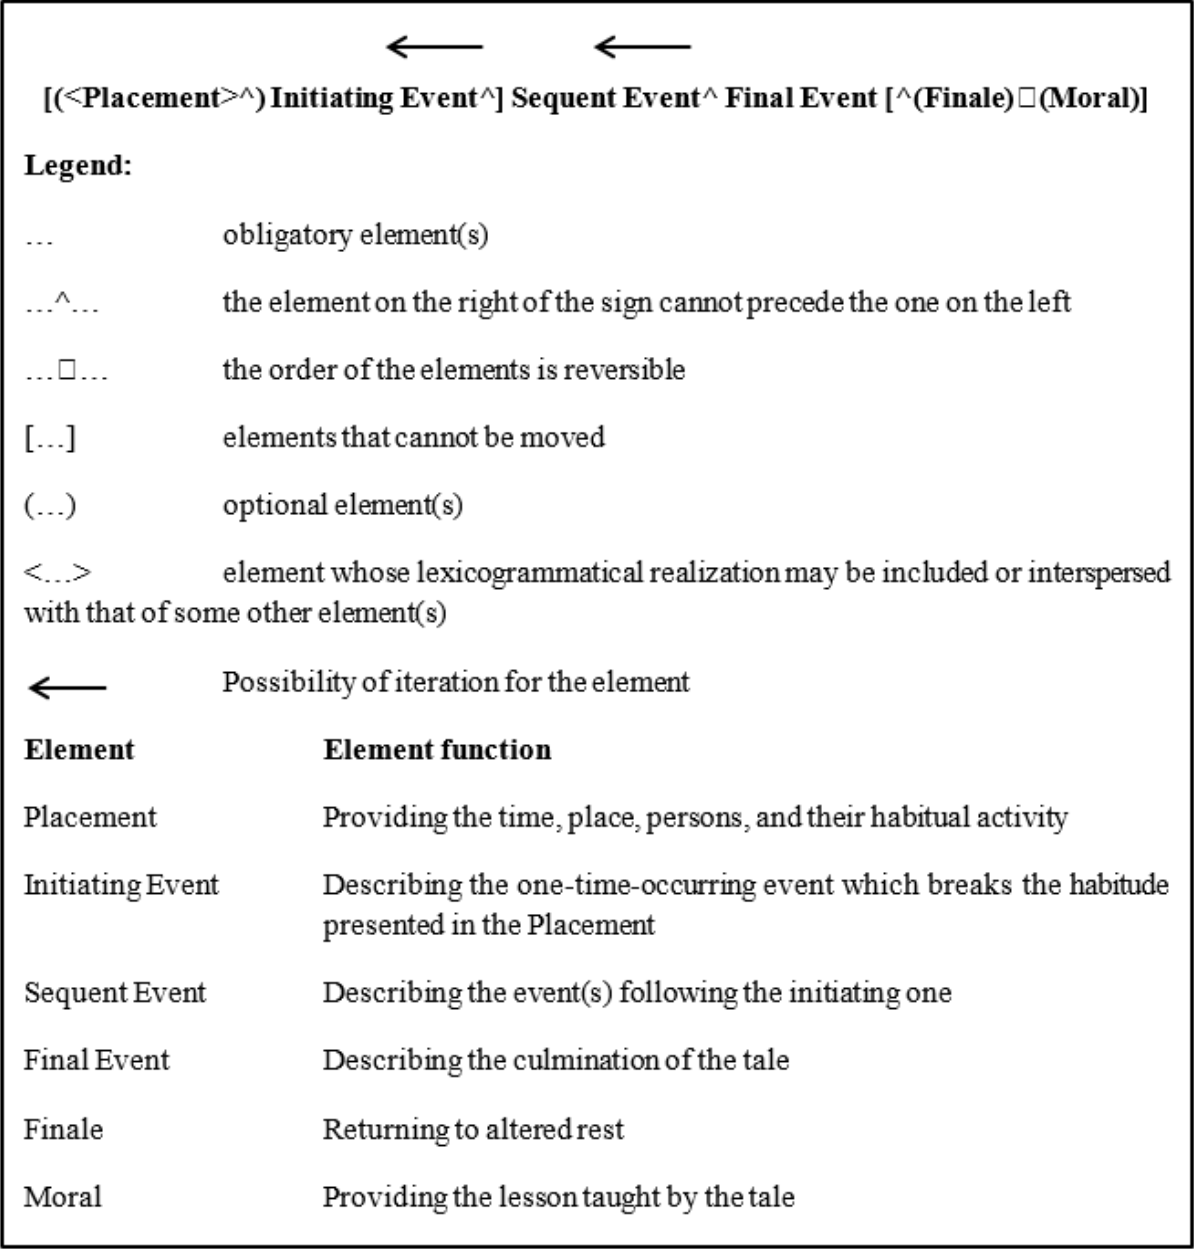 [(<Placement>^) Initiating Event^] Sequent Event^ Final Event [^(Finale)□(Moral)]
Legend:
… obligatory element(s)
…^… the element on the right of the sign cannot precede the one on the left
…□… the order of the elements is reversible
[…] elements that cannot be moved
(…) optional element(s)
<…> element whose lexicogrammatical realization may be included or interspersed
with that of some other element(s)
Possibility of iteration for the element
Element Element function
Placement Providing the time, place, persons, and their habitual activity
Initiating Event Describing the one-time-occurring event which breaks the habitude
presented in the Placement
Sequent Event Describing the event(s) following the initiating one
Final Event Describing the culmination of the tale
Finale Returning to altered rest
Moral Providing the lesson taught by the tale